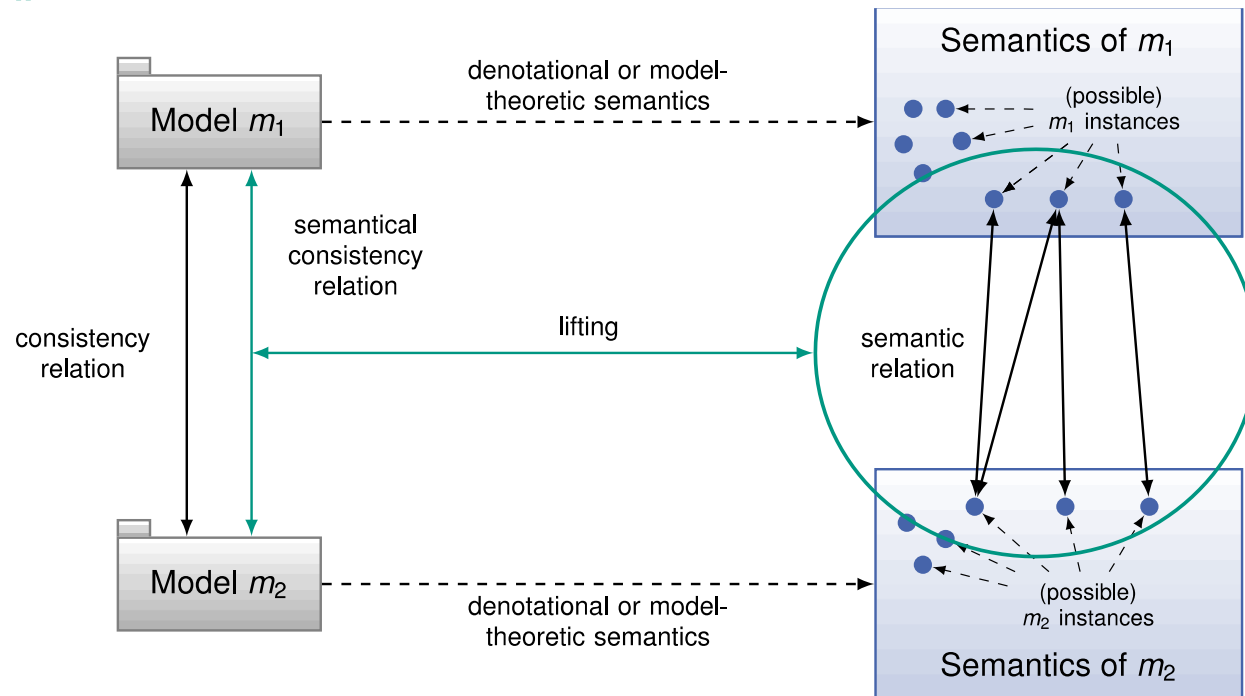 Semantics of m1
denotational or model-
theoretic semantics
(possible)
m1 instances
Model m1
semantical
consistency
relation
consistency
relation
lifting
semantic
relation
Model m2
denotational or model-
theoretic semantics
(possible)
m2 instances
Semantics of m2